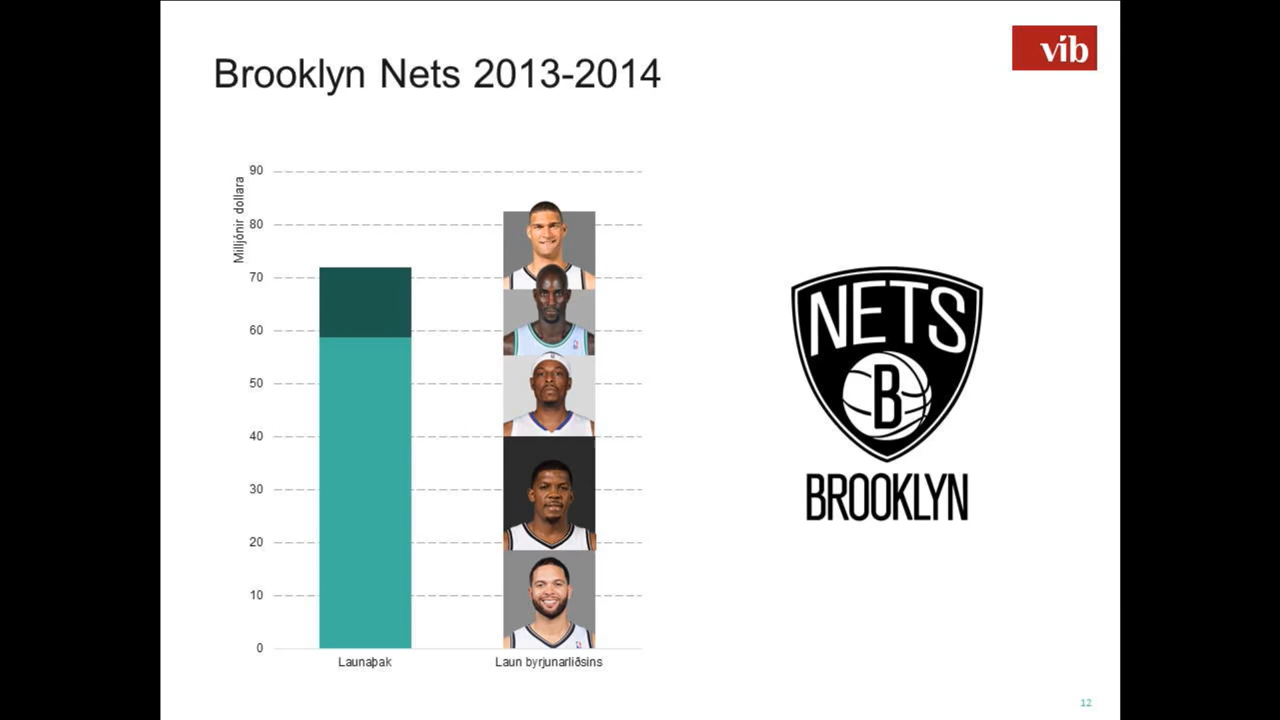 víb
Brooklyn Nets 2013-2014
Milljónir dollara
90
80
70
60
50
40
30
20
10
0
Launaþak
Laun byrjunarliðsins
NETS
B
BROOKLYN
12